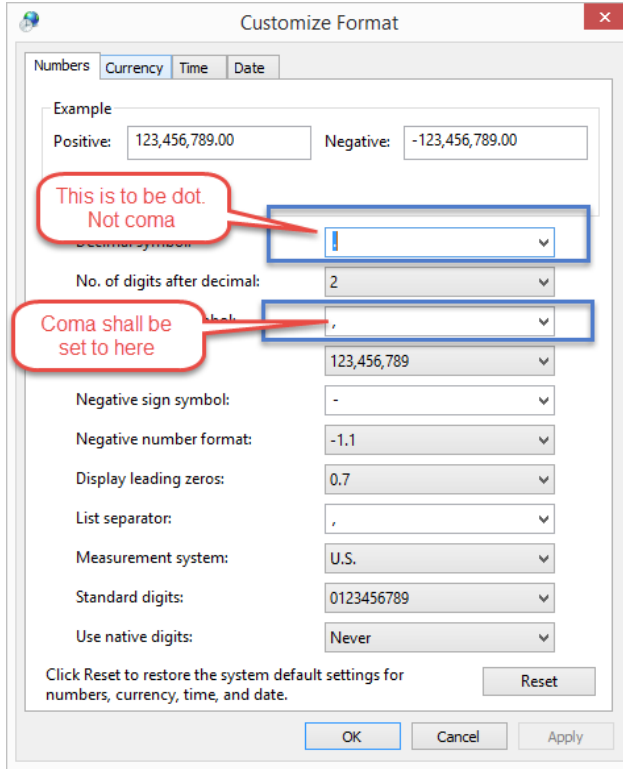 Customize Format
Numbers Currency Time Date
Example
Positive: 123,456,789.00 Negative: -123,456,789.00
This is to be dot.
Not coma
Decimal symbol: .
No. of digits after decimal: 2
Coma shall be
set to here
,
123,456,789
Negative sign symbol: -
Negative number format: -1.1
Display leading zeros: 0.7
List separator: ,
Measurement system: U.S.
Standard digits: 0123456789
Use native digits: Never
Click Reset to restore the system default settings for
numbers, currency, time, and date.
Reset
OK Cancel Apply